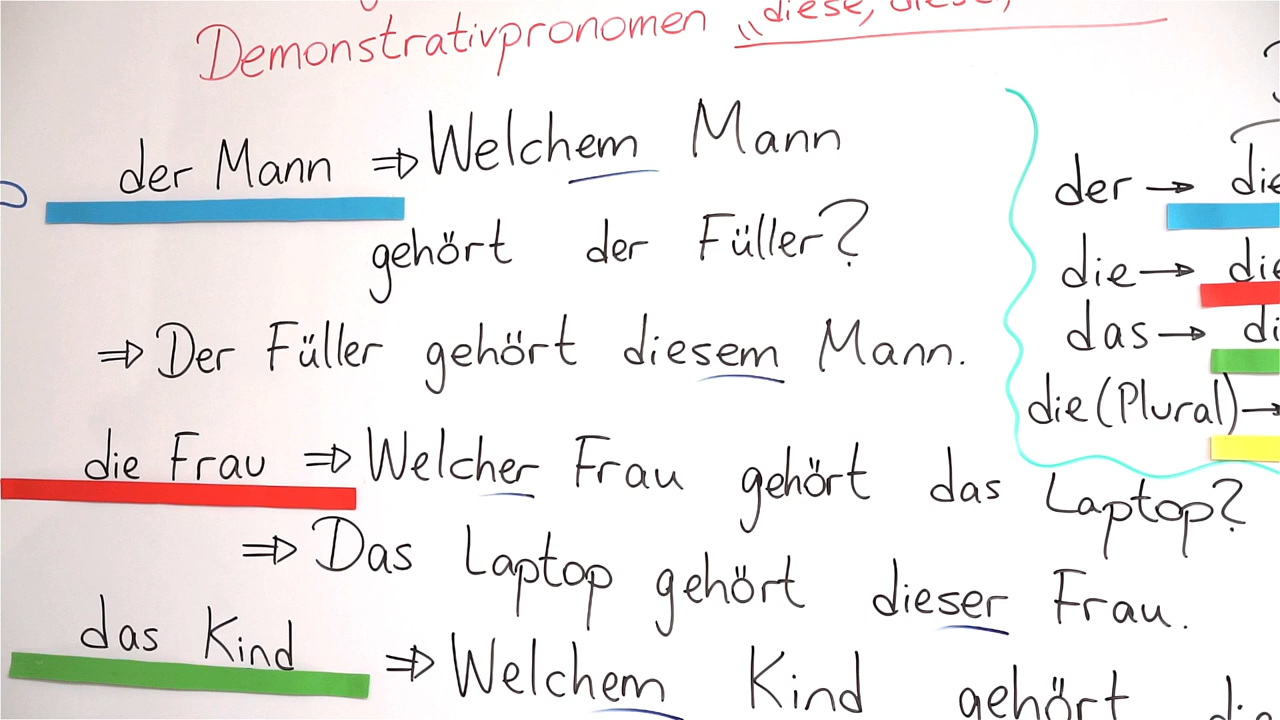 Demonstrativpronomen "diese,
der Mann ⇒ Welchem Mann
gehört der Füller?
⇒ Der Füller gehört diesem Mann.
die Frau ⇒ Welcher Frau gehört das Laptop?
⇒ Das Laptop gehört dieser Frau.
das Kind ⇒ Welchem Kind gehört
der →
die →
das →
die (Plural) →